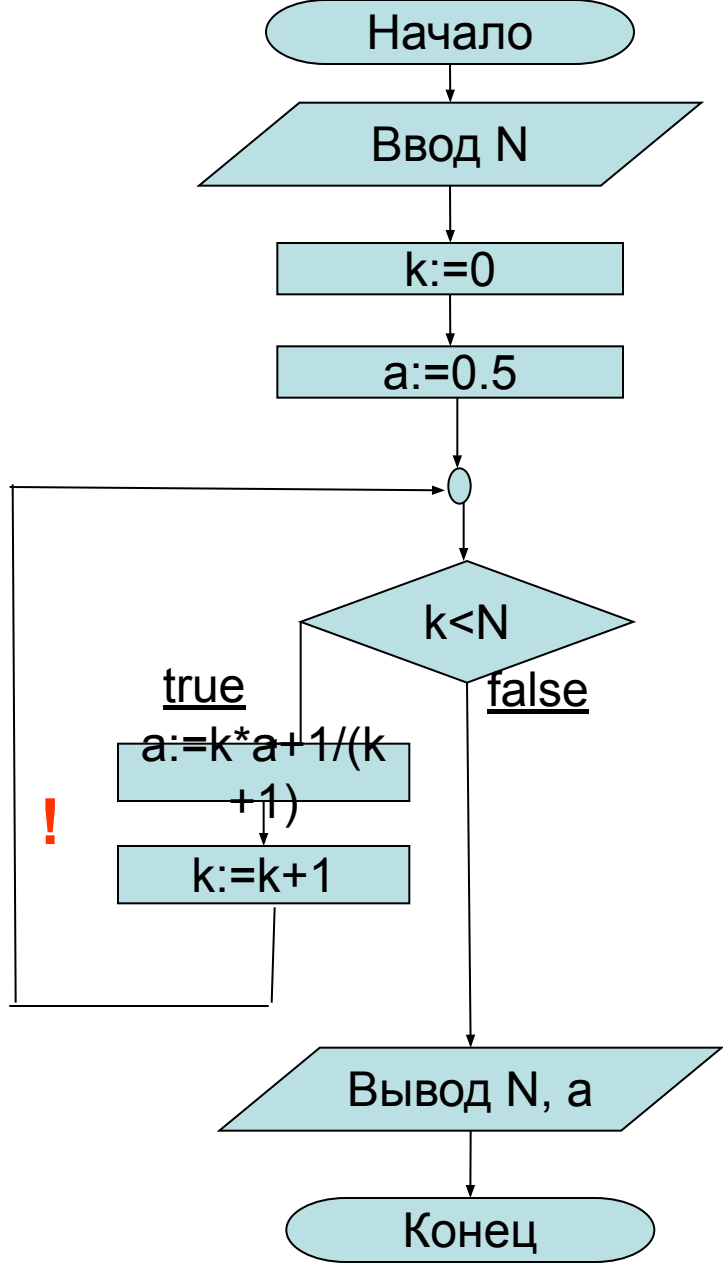 Начало
Ввод N
k:=0
a:=0.5
k<N
true
false
a:=k*a+1/(k
+1)
!
k:=k+1
Вывод N, a
Конец